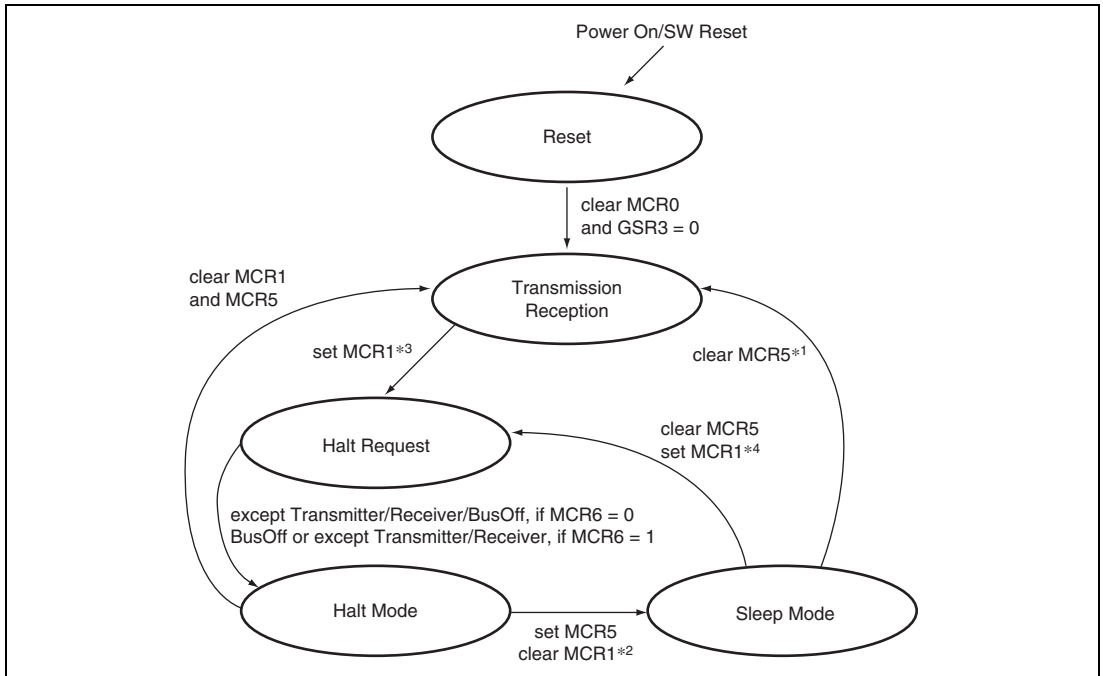 Power On/SW Reset
Reset
clear MCR0
and GSR3 = 0
clear MCR1
and MCR5
Transmission
Reception
set MCR1*3
clear MCR5*1
Halt Request
clear MCR5
set MCR1*4
except Transmitter/Receiver/BusOff, if MCR6 = 0
BusOff or except Transmitter/Receiver, if MCR6 = 1
Halt Mode
Sleep Mode
set MCR5
clear MCR1*2